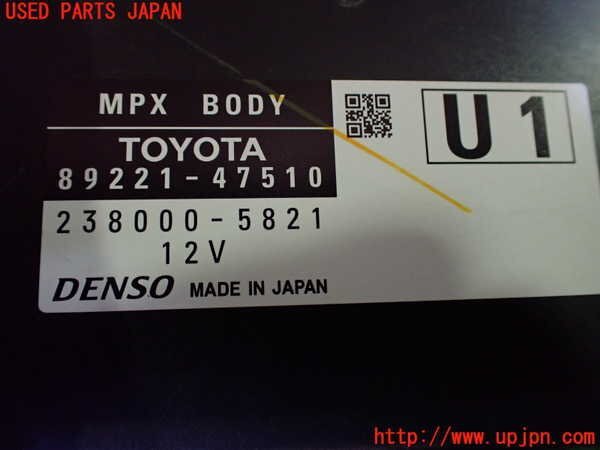 USED PARTS JAPAN
MPX BODY
U1
TOYOTA
89221-47510
238000-5821
12V
DENSO MADE IN JAPAN
https://www.upjpn.com/